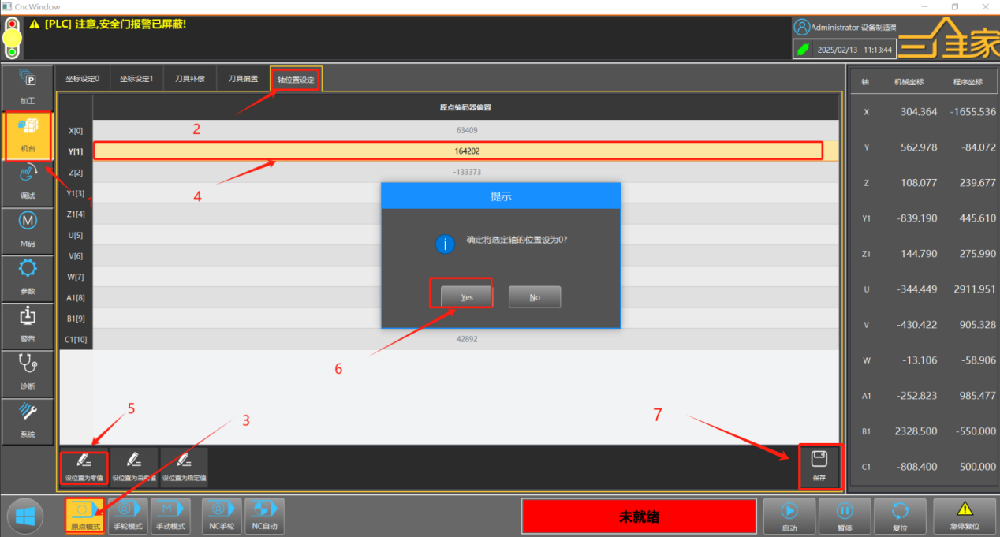 CncWindow
[PLC] 注意,安全门报警已屏蔽!
Administrator 设备制造商
2025/02/13 11:13:44
三佳家
加工
机台
调试
M码
参数
警告
诊断
系统
坐标设定0 坐标设定1 刀具补偿 刀具偏置 轴位置设定
原点编码器偏置
X[0] 63409
Y[1] 164202
Z[2] -133373
Y1[3]
Z1[4]
U[5]
V[6]
W[7]
A1[8]
B1[9]
C1[10] 42892
提示
确定将选定轴的位置设为0?
Yes No
1
2
3
4
5
6
7
设位置为零值 设位置为当前值 设位置为指定值
保存
轴 机械坐标 程序坐标
X 304.364 -1655.536
Y 562.978 -84.072
Z 108.077 239.677
Y1 -839.190 445.610
Z1 144.790 275.990
U -344.449 2911.951
V -430.422 905.328
W -13.106 -58.906
A1 -252.823 985.477
B1 2328.500 -550.000
C1 -808.400 500.000
原点模式 手轮模式 手动模式 NC手轮 NC自动
未就绪
启动 暂停 复位 急停复位